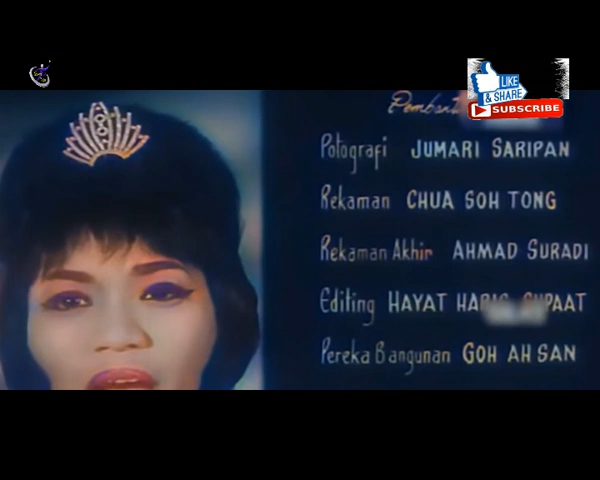 LIKE
& SHARE
SUBSCRIBE
Potografi JUMARI SARIPAN
Rekaman CHUA SOH TONG
Rekaman Akhir AHMAD SURADI
Editing HAYAT
Pereka Bangunan GOH AH SAN